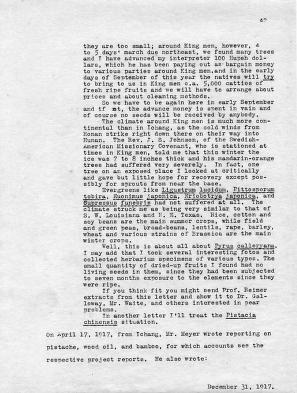 they are too small; around King men, however, 4
to 5 days' march due northeast, we found many trees
and I have advanced my interpreter 100 Hupeh dol-
lars, which he has been paying out as bargain money
to various parties around King men,and in the early
days of September of this year the natives will try
to bring to us in King men c.a. 5,000 catties of
fresh ripe fruits and we will have to arrange about
prices and about cleaning methods.
So we have to be again here in early September
and if not, the advance money is spent in vain and
of course no seeds will be received by anybody.
The climate around King men is much more con-
tinental than in Ichang, as the cold winds from
Honan strike right down there on their way into
Hunan. The Rev. J. S. Johnson, of the Swedish
American Missionary Covenant, who is stationed at
times in King men, told me that this winter the
ice was 7 to 8 inches thick and his mandarin-orange
trees had suffered very severely. In fact, one
tree on an exposed place I looked at critically
and gave but little hope for recovery except pos-
sibly for sprouts from near the base.
Evergreens like Ligustrum lucidum, Pittosporum
tobira, Euonimus japonica, Eriobotrya japonica, and
Cupressus funebris had not suffered at all. The
climate struck me as being very similar to that of
S. W. Louisiana and N. E. Texas. Rice, cotton and
soy beans are the main summer crops, while field
and green peas, broad-beans, lentils, rape, barley,
wheat and various strains of Brassica are the main
winter crops.
Well, this is about all about Pyrus calleryana.
I may add that I took several interesting fotos and
collected herbarium specimens of various types. The
small quantity of dried-up fruits I found had no
living seeds in them, since they had been subjected
to seven months exposure to the elements since they
were ripe.
If you think fit you might send Prof. Reimer
extracts from this letter and show it to Dr. Gal-
loway, Mr. Waite, and others interested in pear
problems.
In another letter I'll treat the Pistacia
chinensis situation.
On April 17, 1917, from Ichang, Mr. Meyer wrote reporting on
pistache, wood oil, and bamboo, for which accounts see the
respective project reports. He also wrote:
December 31, 1917.